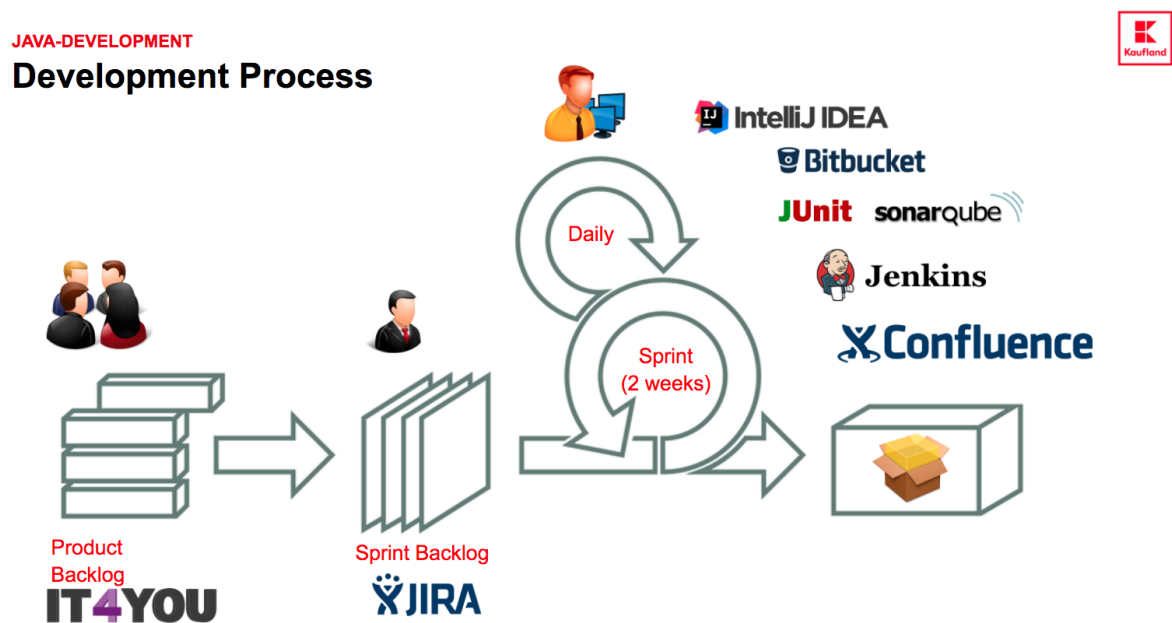 JAVA-DEVELOPMENT
Development Process
K
Kaufland
IJ IntelliJ IDEA
Bitbucket
JUnit sonarqube
Daily
Jenkins
Confluence
Sprint
(2 weeks)
Product
Backlog
IT4YOU
Sprint Backlog
JIRA